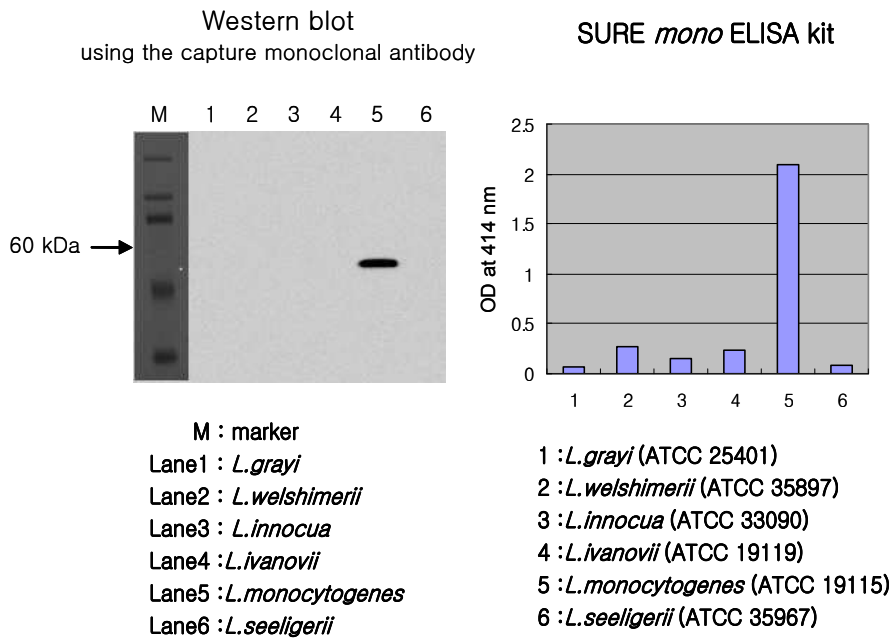 Western blot
using the capture monoclonal antibody
M 1 2 3 4 5 6
60 kDa
M : marker
Lane1 : L.grayi
Lane2 : L.welshimerii
Lane3 : L.innocua
Lane4 : L.ivanovii
Lane5 : L.monocytogenes
Lane6 : L.seeligerii
SURE mono ELISA kit
OD at 414 nm
2.5
2
1.5
1
0.5
0
1 2 3 4 5 6
1 : L.grayi (ATCC 25401)
2 : L.welshimerii (ATCC 35897)
3 : L.innocua (ATCC 33090)
4 : L.ivanovii (ATCC 19119)
5 : L.monocytogenes (ATCC 19115)
6 : L.seeligerii (ATCC 35967)